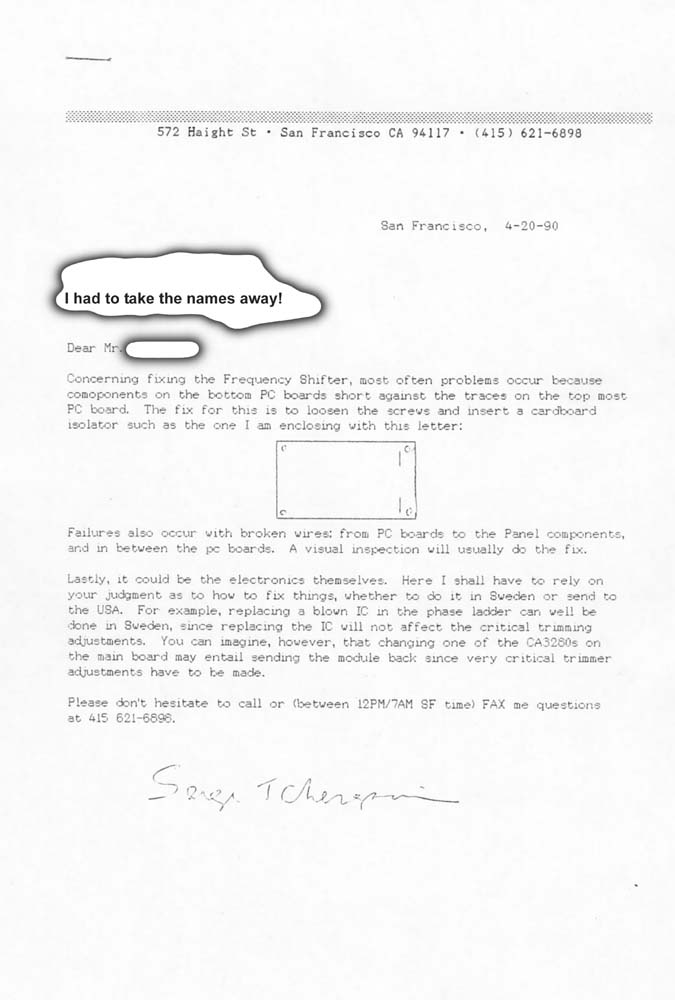 572 Haight St • San Francisco CA 94117 • (415) 621-6898
San Francisco, 4-20-90
I had to take the names away!
Dear Mr.
Concerning fixing the Frequency Shifter, most often problems occur because
comoponents on the bottom PC boards short against the traces on the top most
PC board. The fix for this is to loosen the screws and insert a cardboard
isolator such as the one I am enclosing with this letter:
Failures also occur with broken wires: from PC boards to the Panel components,
and in between the pc boards. A visual inspection will usually do the fix.
Lastly, it could be the electronics themselves. Here I shall have to rely on
your judgment as to how to fix things, whether to do it in Sweden or send to
the USA. For example, replacing a blown IC in the phase ladder can well be
done in Sweden, since replacing the IC will not affect the critical trimming
adjustments. You can imagine, however, that changing one of the CA3280s on
the main board may entail sending the module back since very critical trimmer
adjustments have to be made.
Please don't hesitate to call or (between 12PM/7AM SF time) FAX me questions
at 415 621-6898.
Serge Tcherepnin